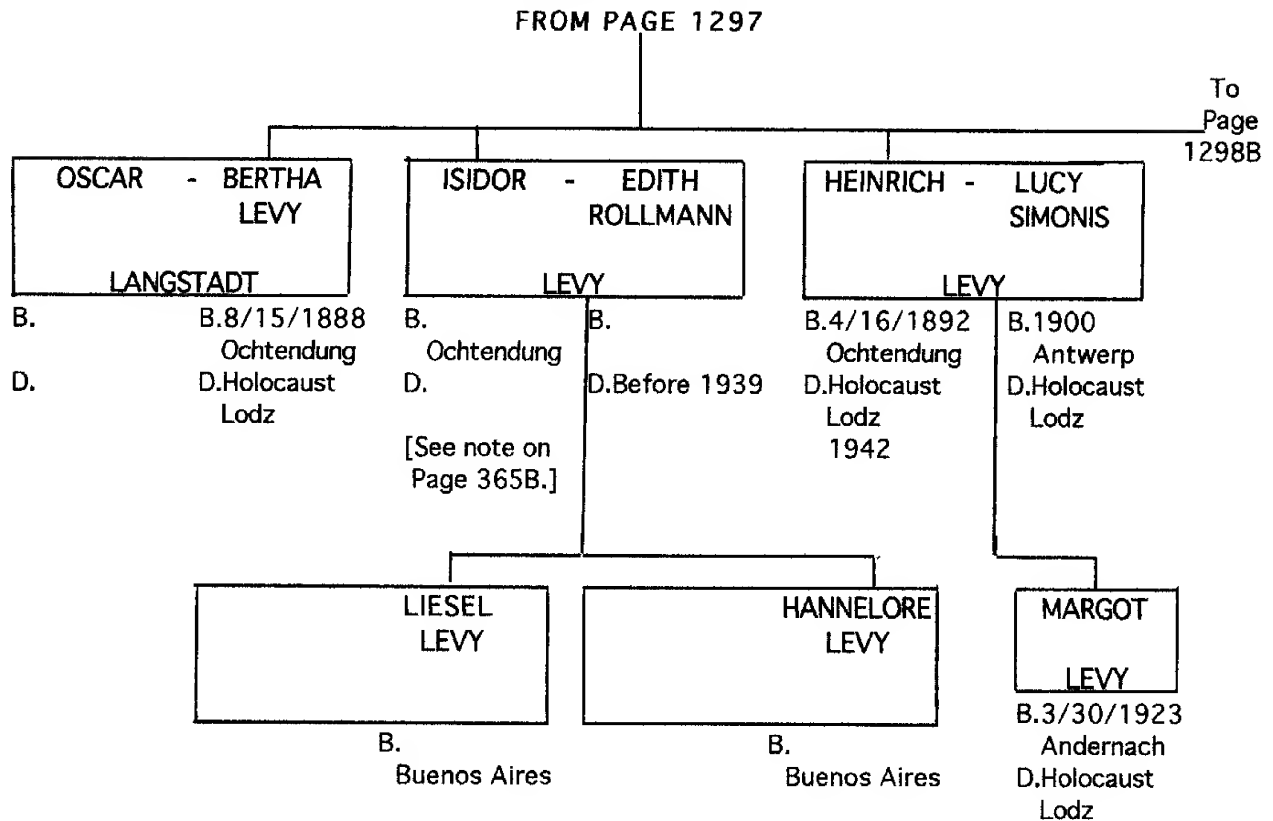 FROM PAGE 1297
To
Page
1298B
OSCAR - BERTHA
LEVY
LANGSTADT
B. B.8/15/1888
Ochtendung
D. D.Holocaust
Lodz
ISIDOR - EDITH
ROLLMANN
LEVY
B. B.
Ochtendung
D. D.Before 1939
[See note on
Page 365B.]
HEINRICH - LUCY
SIMONIS
LEVY
B.4/16/1892 B.1900
Ochtendung Antwerp
D.Holocaust D.Holocaust
Lodz Lodz
1942
LIESEL
LEVY
B.
Buenos Aires
HANNELORE
LEVY
B.
Buenos Aires
MARGOT
LEVY
B.3/30/1923
Andernach
D.Holocaust
Lodz